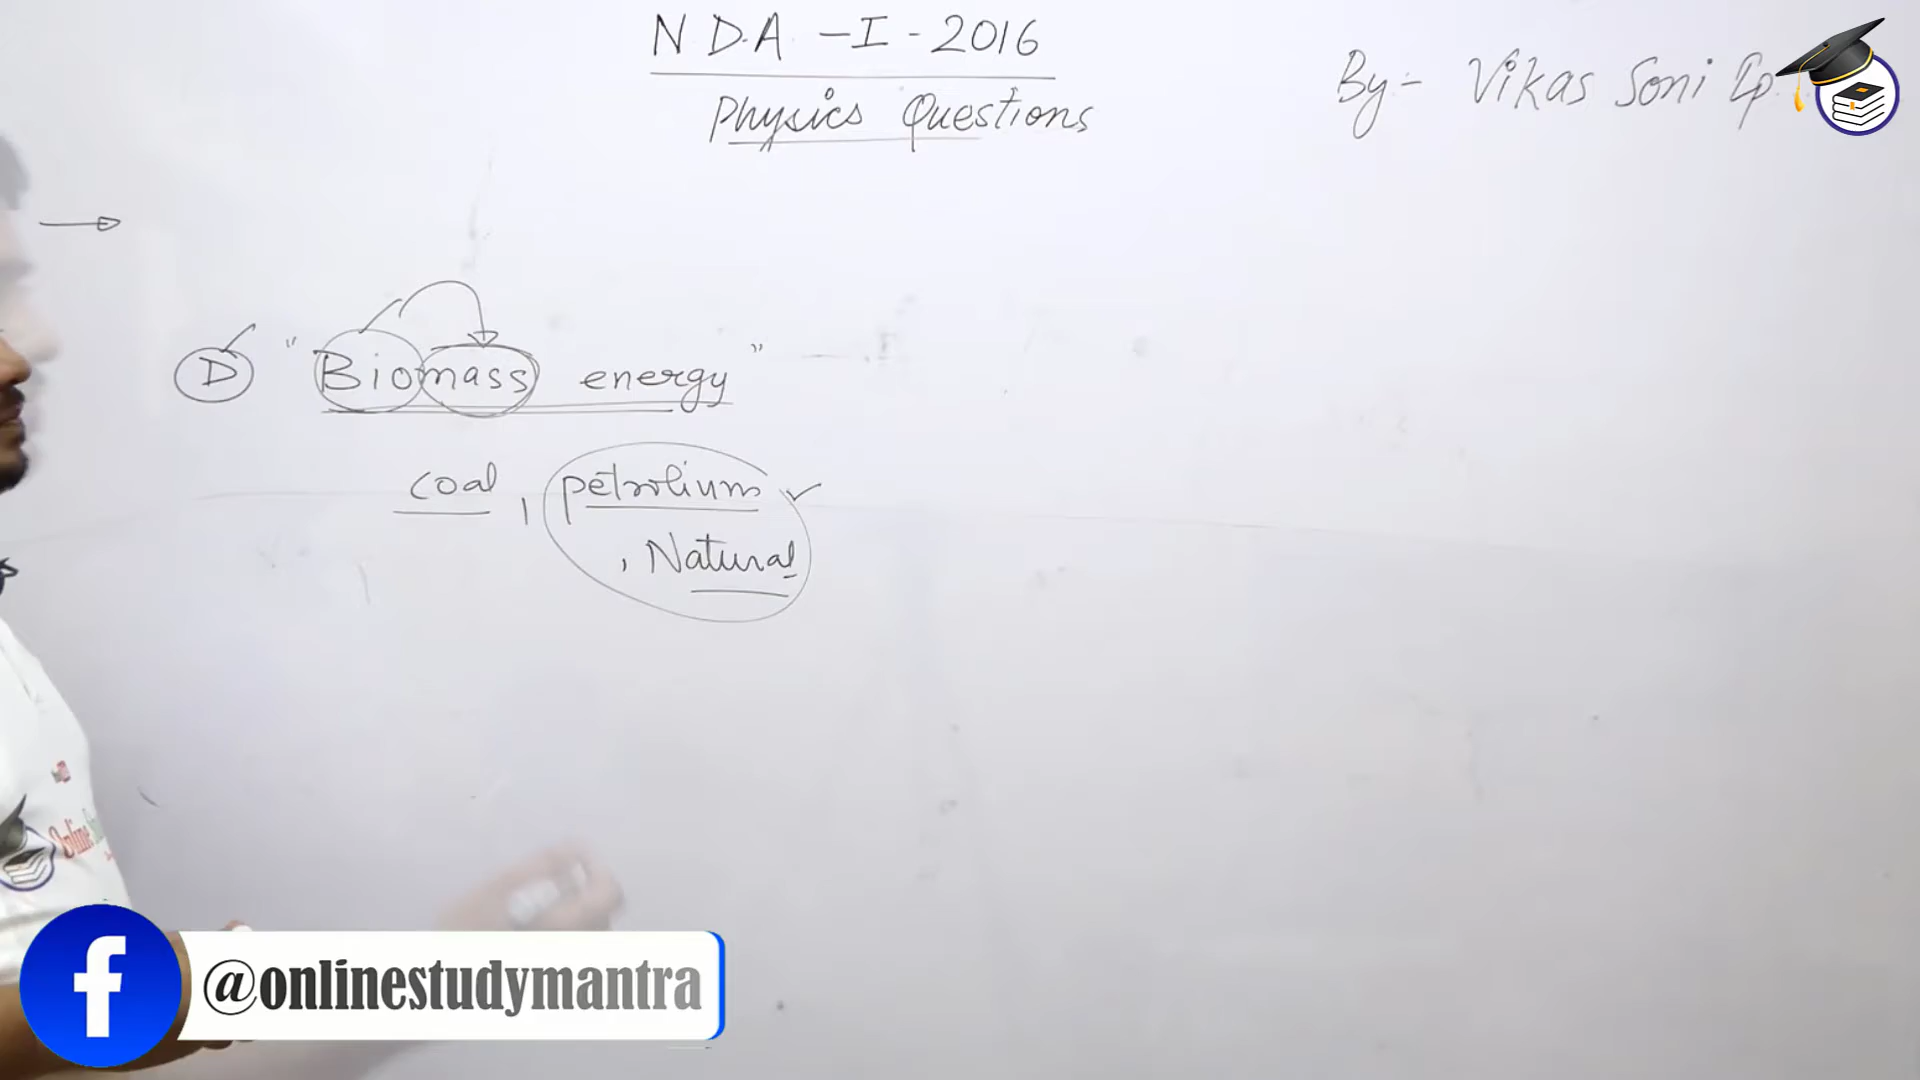 N D.A - I - 2016
Physics Questions
By :- Vikas Soni
D " Biomass energy "
coal , petrolium
, Natural
@onlinestudymantra